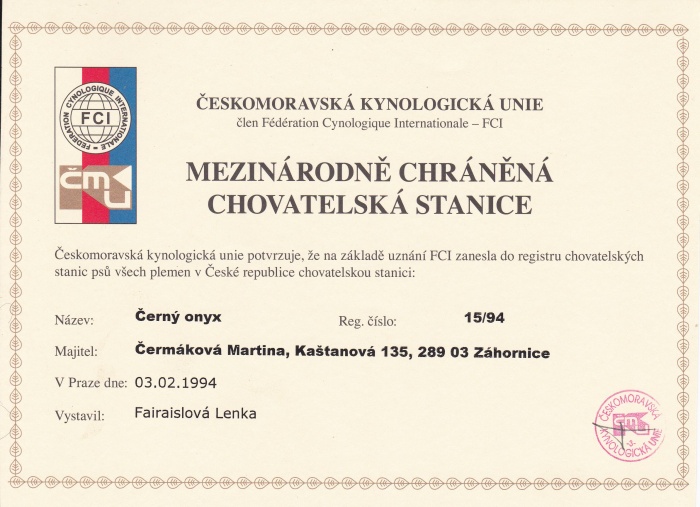 FEDERATION CYNOLOGIQUE INTERNATIONALE
FCI
čmku
ČESKOMORAVSKÁ KYNOLOGICKÁ UNIE
člen Fédération Cynologique Internationale – FCI
MEZINÁRODNĚ CHRÁNĚNÁ
CHOVATELSKÁ STANICE
Českomoravská kynologická unie potvrzuje, že na základě uznání FCI zanesla do registru chovatelských
stanic psů všech plemen v České republice chovatelskou stanici:
Název: Černý onyx Reg. číslo: 15/94
Majitel: Čermáková Martina, Kaštanová 135, 289 03 Záhornice
V Praze dne: 03.02.1994
Vystavil: Fairaislová Lenka
ČESKOMORAVSKÁ
čmku
-3-
KYNOLOGICKÁ UNIE